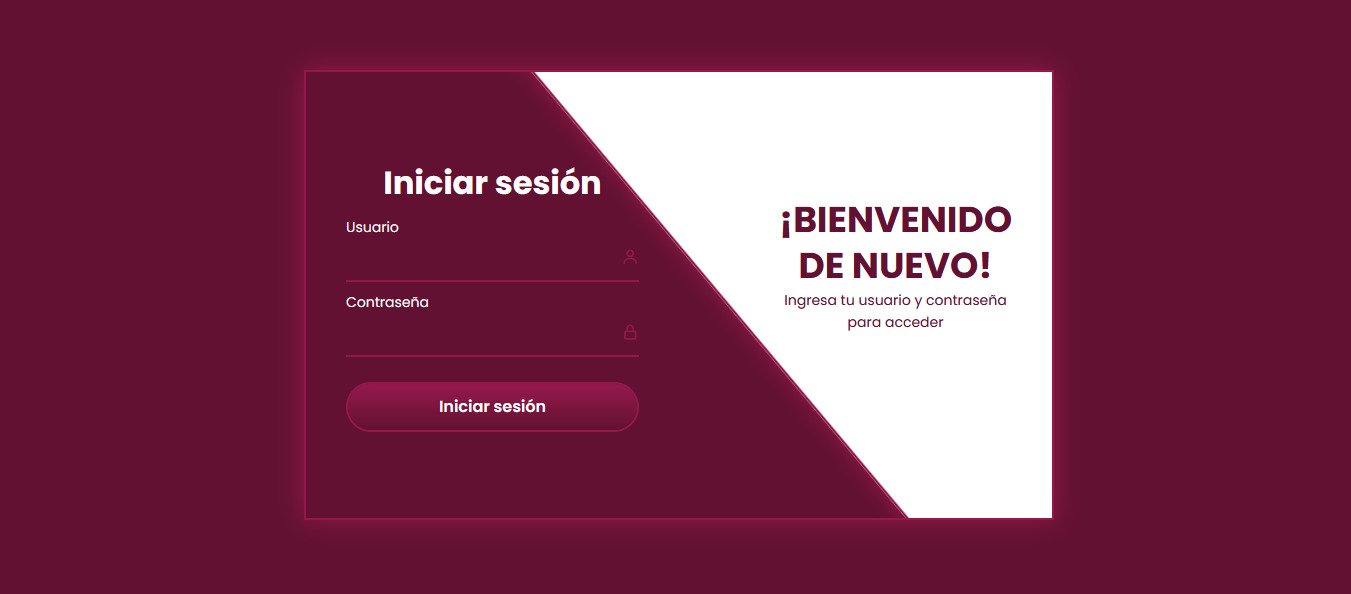 Iniciar sesión
Usuario
Contraseña
Iniciar sesión
¡BIENVENIDO
DE NUEVO!
Ingresa tu usuario y contraseña
para acceder